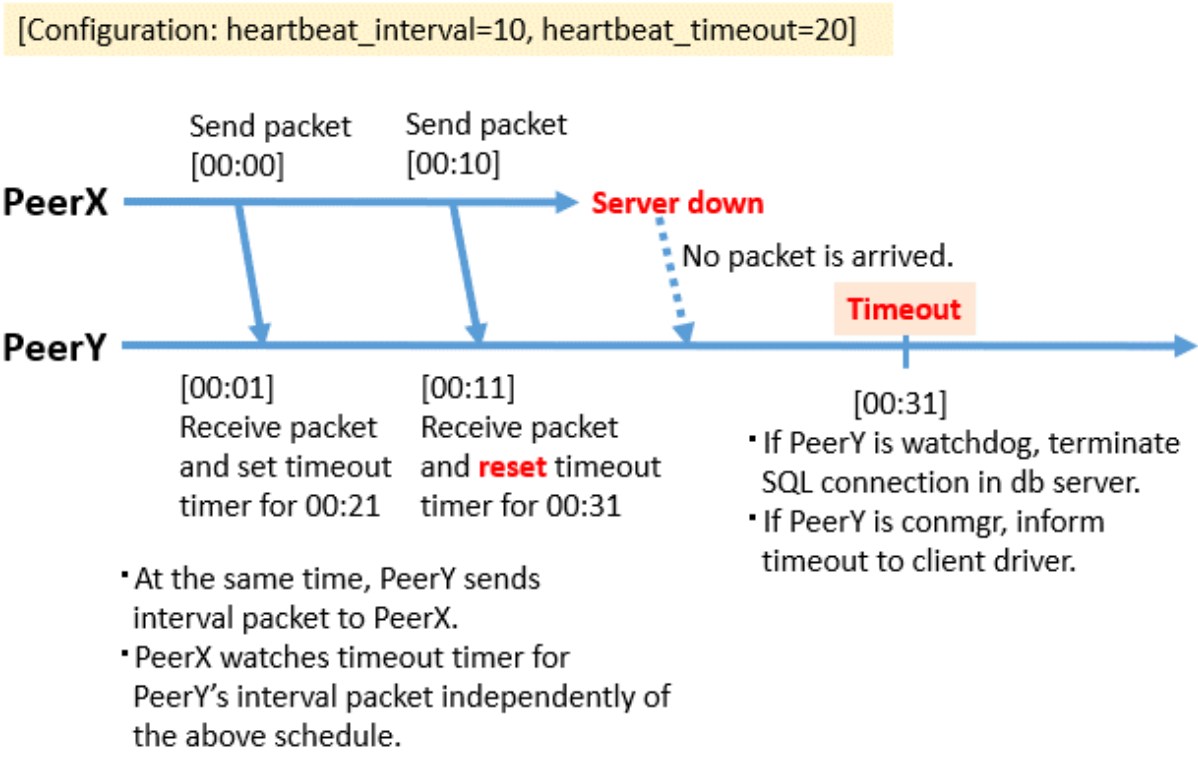 [Configuration: heartbeat_interval=10, heartbeat_timeout=20]
Send packet
[00:00]
Send packet
[00:10]
PeerX
Server down
No packet is arrived.
Timeout
PeerY
[00:01]
Receive packet
and set timeout
timer for 00:21
[00:11]
Receive packet
and reset timeout
timer for 00:31
[00:31]
・If PeerY is watchdog, terminate
SQL connection in db server.
・If PeerY is conmgr, inform
timeout to client driver.
・At the same time, PeerY sends
interval packet to PeerX.
・PeerX watches timeout timer for
PeerY's interval packet independently of
the above schedule.